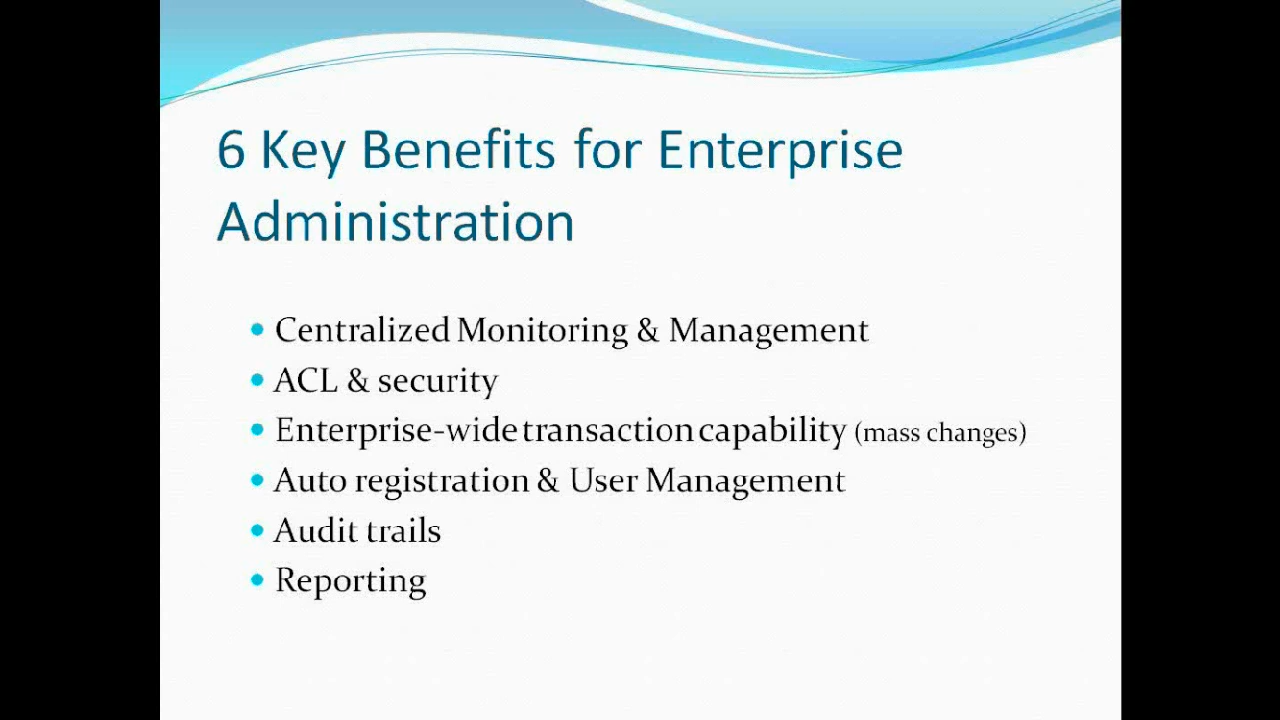 6 Key Benefits for Enterprise
Administration
• Centralized Monitoring & Management
• ACL & security
• Enterprise-wide transaction capability (mass changes)
• Auto registration & User Management
• Audit trails
• Reporting